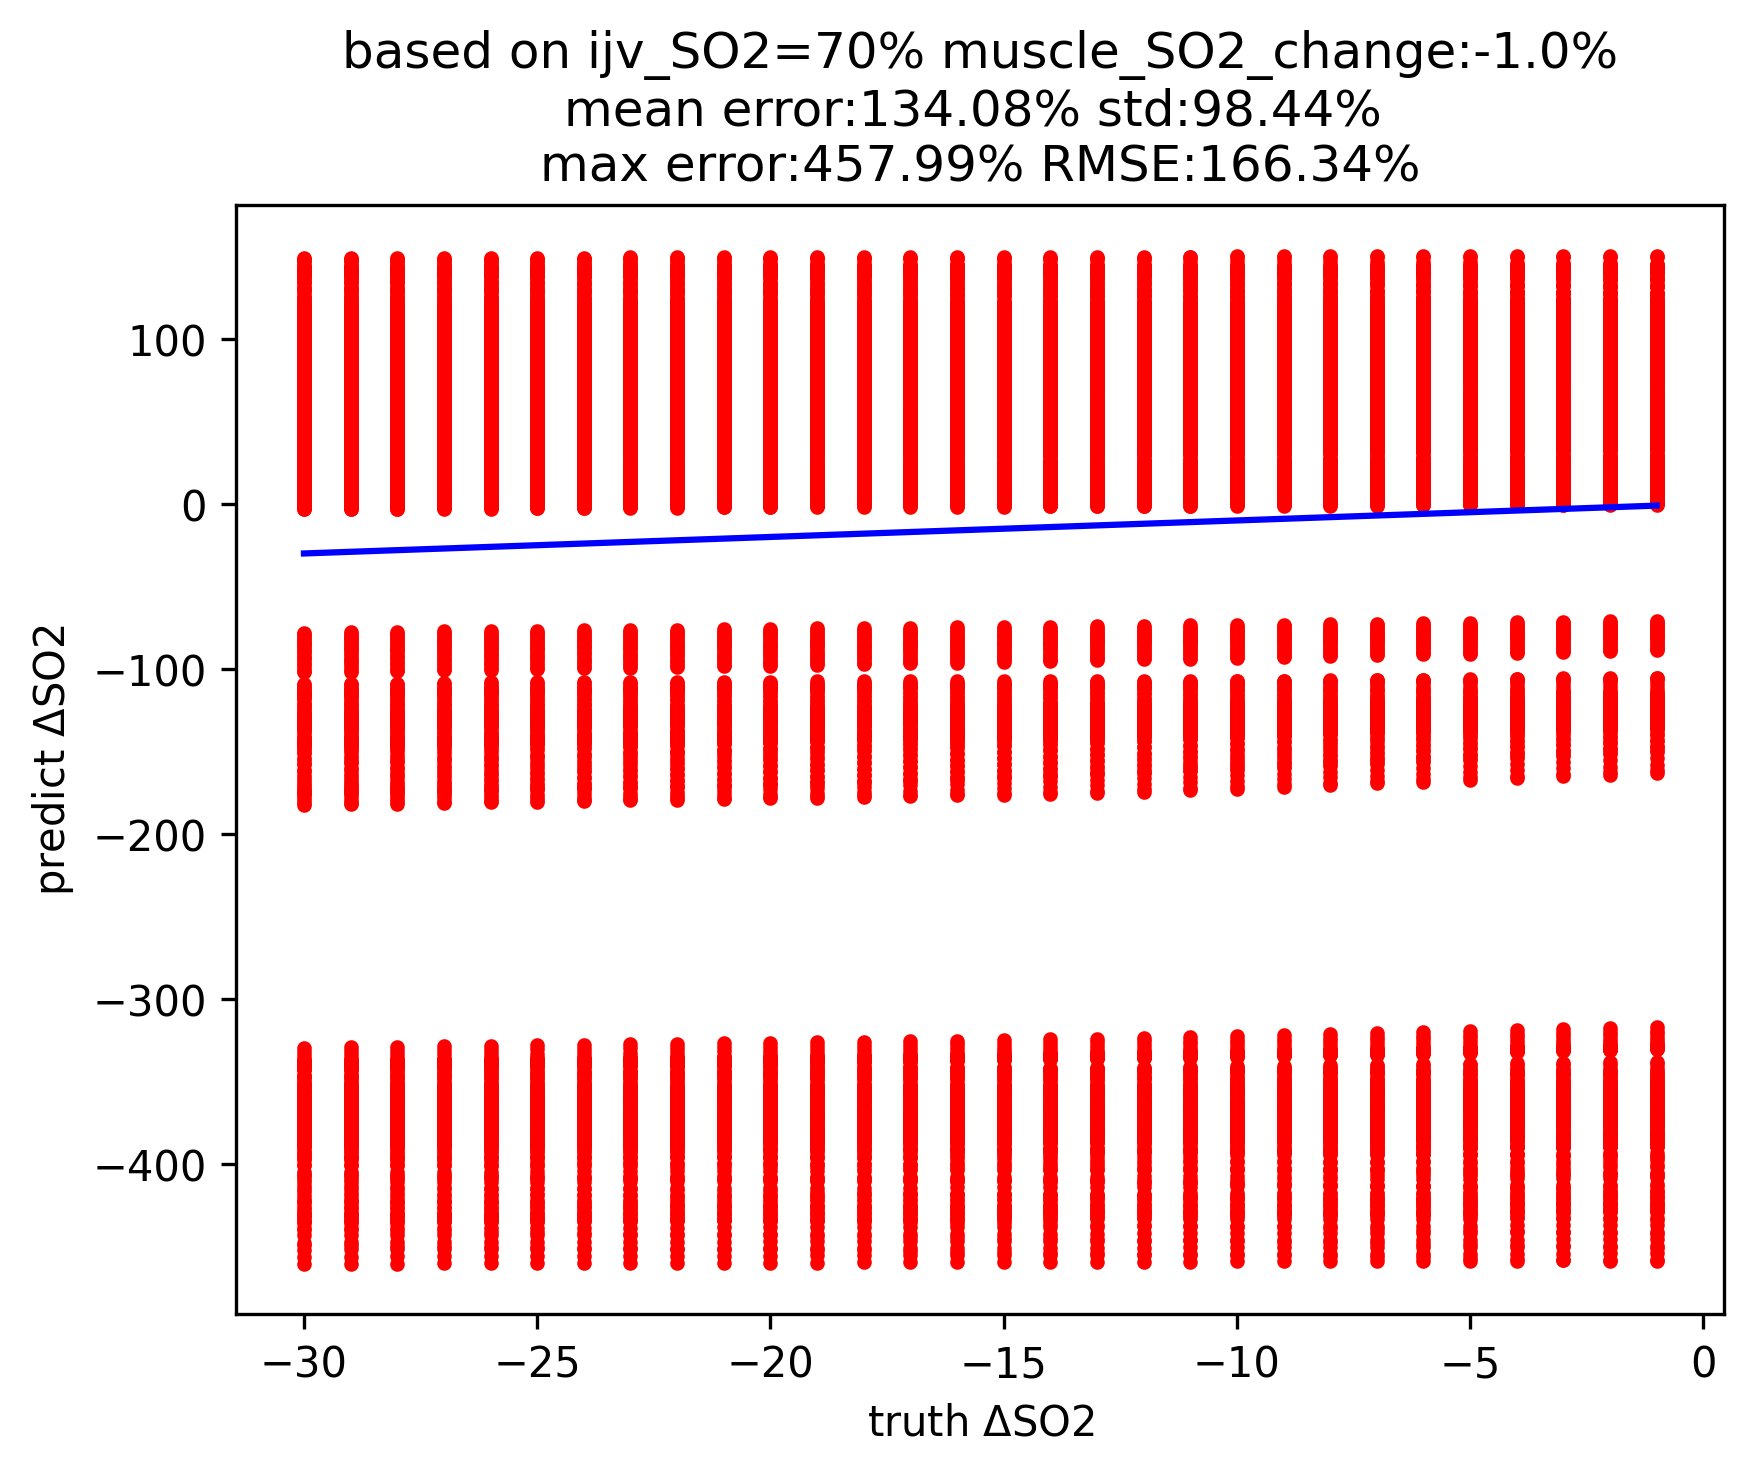 based on ijv_SO2=70% muscle_SO2_change:-1.0%
mean error:134.08% std:98.44%
max error:457.99% RMSE:166.34%
100
0
−100
−200
−300
−400
predict ΔSO2
−30
−25
−20
−15
−10
−5
0
truth ΔSO2